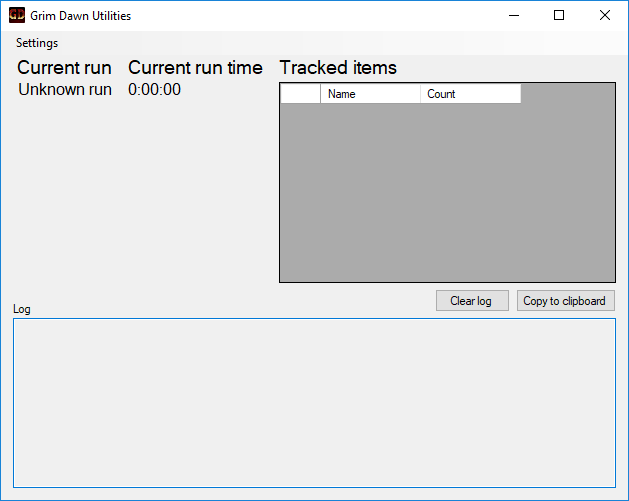 GD Grim Dawn Utilities
Settings
Current run Current run time Tracked items
Unknown run 0:00:00
Name Count
Clear log Copy to clipboard
Log